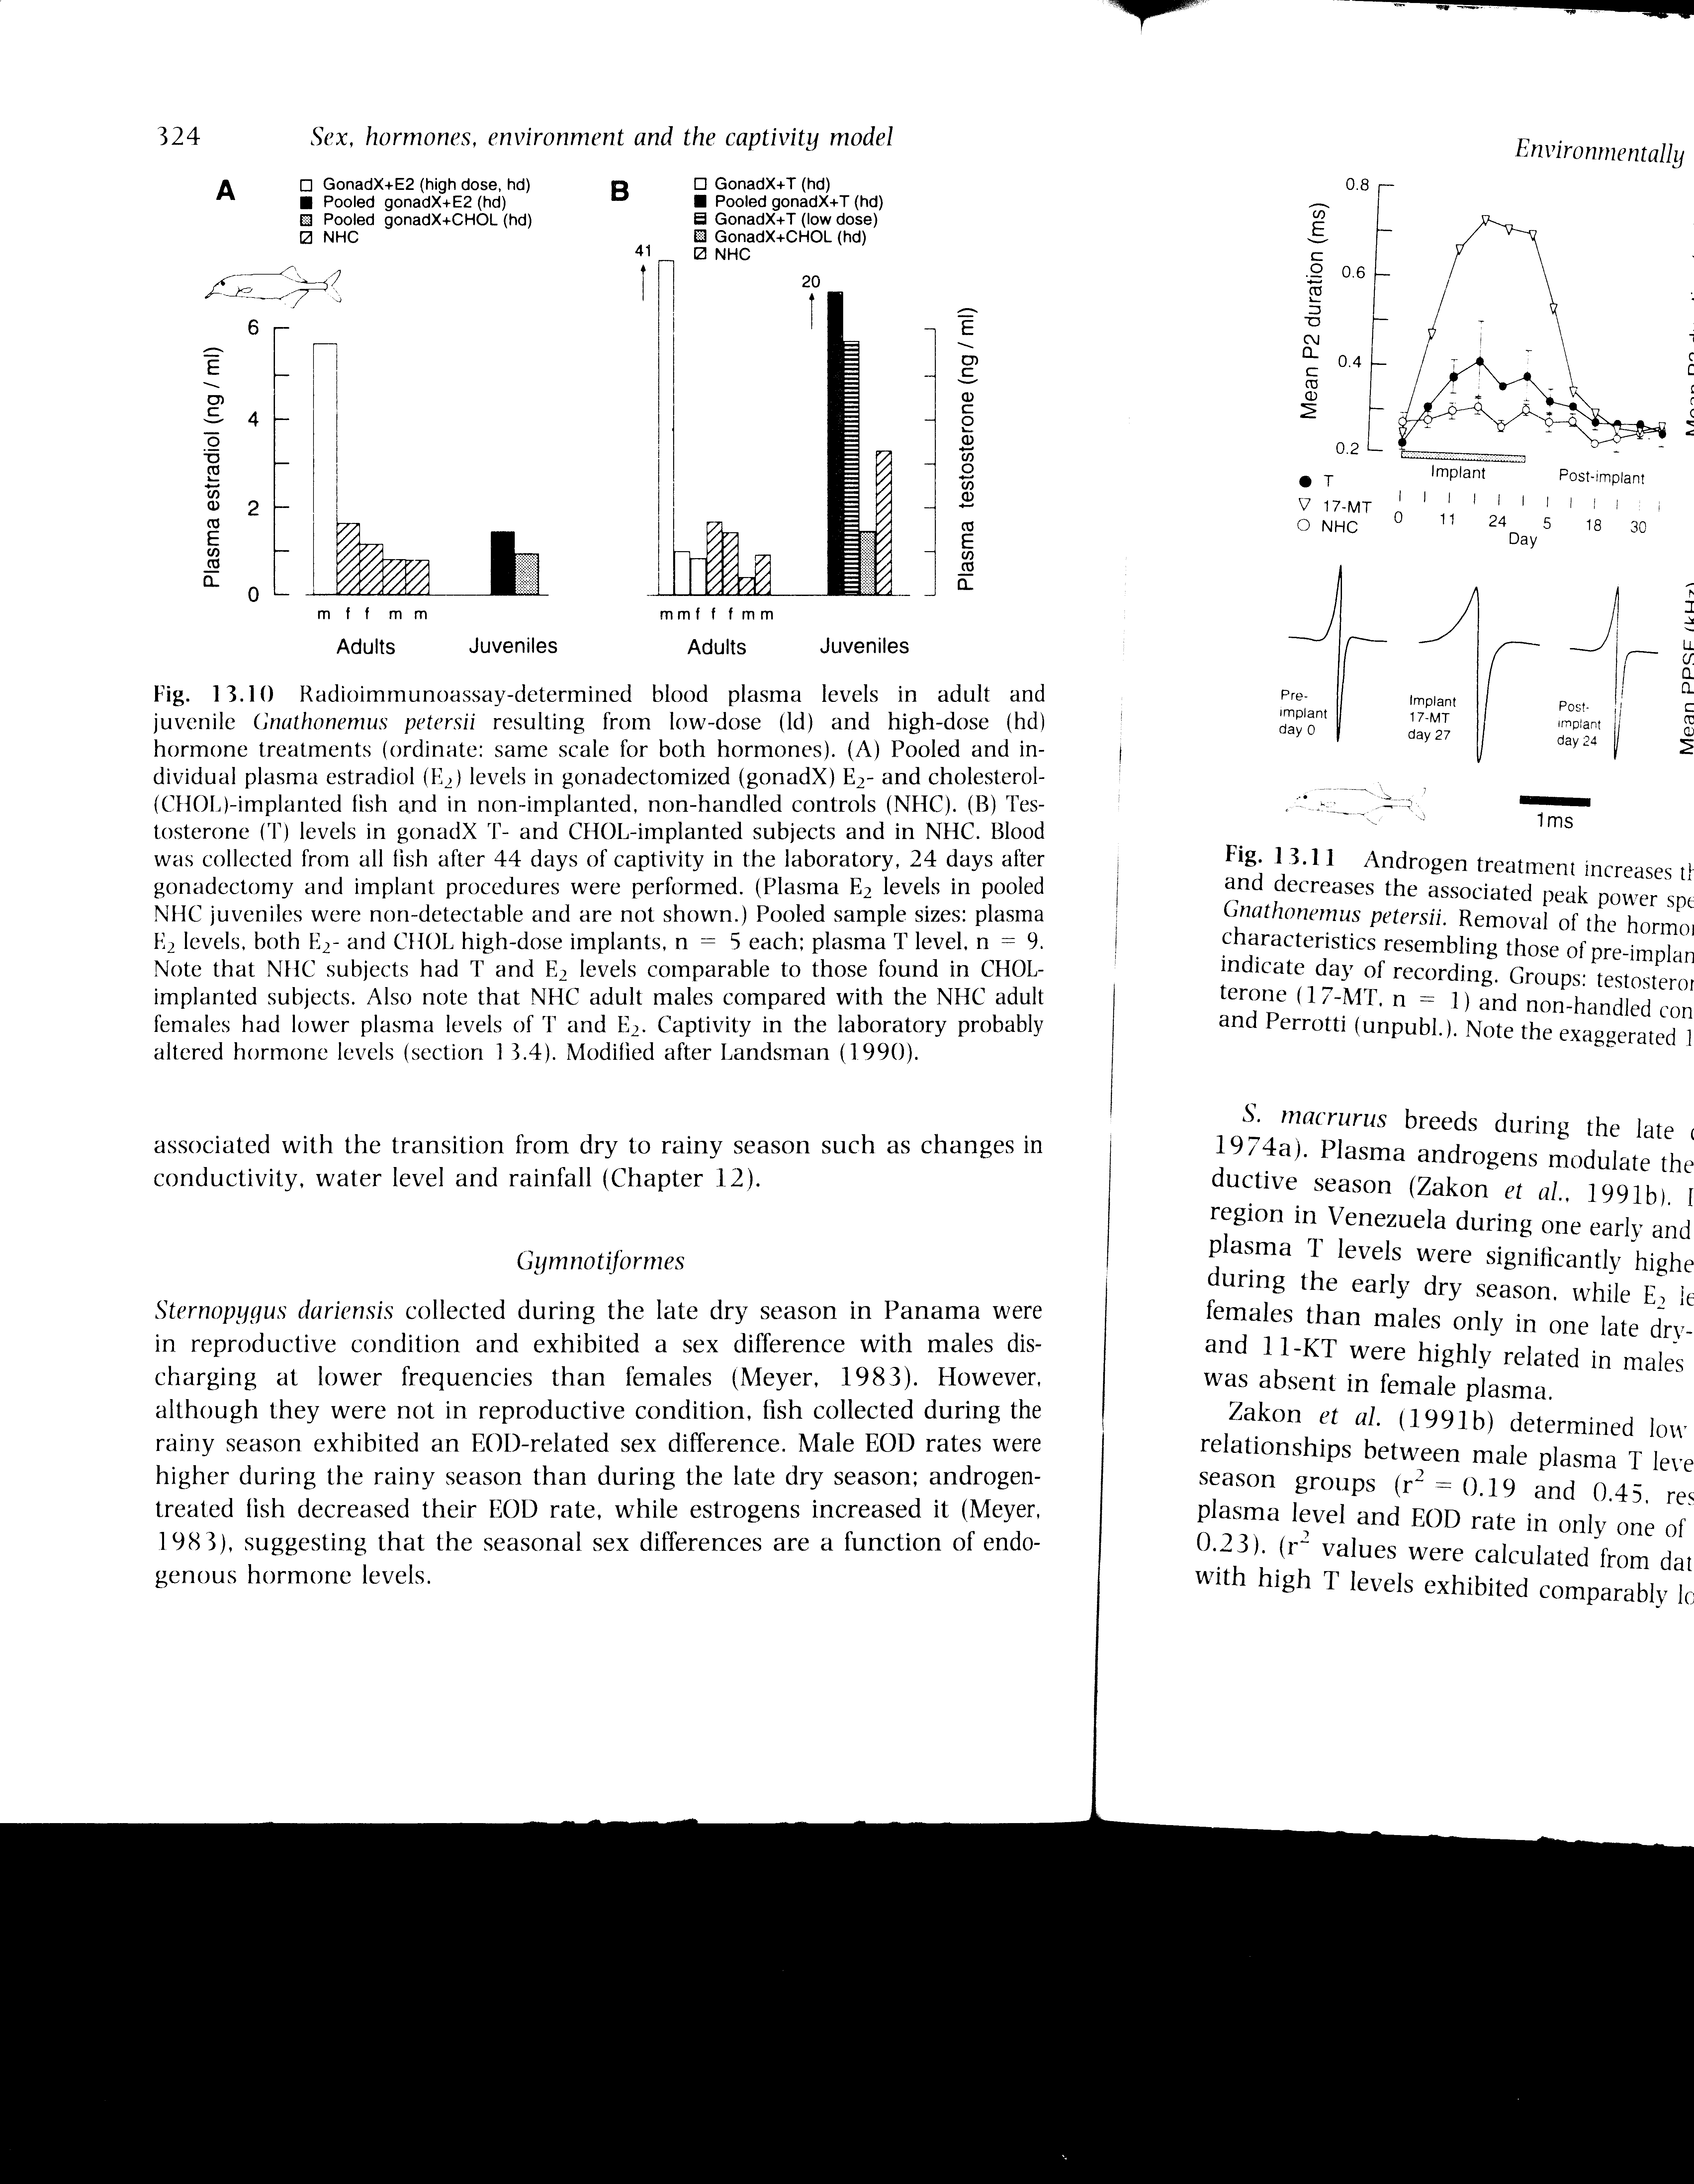 324 Sex, hormones, environment and the captivity model
A
□ GonadX+E2 (high dose, hd)
■ Pooled gonadX+E2 (hd)
Pooled gonadX+CHOL (hd)
NHC
Plasma estradiol (ng / ml)
6
4
2
0
m f f m m
Adults Juveniles
B
□ GonadX+T (hd)
■ Pooled gonadX+T (hd)
GonadX+T (low dose)
GonadX+CHOL (hd)
NHC
41
20
Plasma testosterone (ng / ml)
m m f f f m m
Adults Juveniles
Fig. 13.10 Radioimmunoassay-determined blood plasma levels in adult and
juvenile Gnathonemus petersii resulting from low-dose (ld) and high-dose (hd)
hormone treatments (ordinate: same scale for both hormones). (A) Pooled and in-
dividual plasma estradiol (E₂) levels in gonadectomized (gonadX) E₂- and cholesterol-
(CHOL)-implanted fish and in non-implanted, non-handled controls (NHC). (B) Tes-
tosterone (T) levels in gonadX T- and CHOL-implanted subjects and in NHC. Blood
was collected from all fish after 44 days of captivity in the laboratory, 24 days after
gonadectomy and implant procedures were performed. (Plasma E₂ levels in pooled
NHC juveniles were non-detectable and are not shown.) Pooled sample sizes: plasma
E₂ levels, both E₂- and CHOL high-dose implants, n = 5 each; plasma T level, n = 9.
Note that NHC subjects had T and E₂ levels comparable to those found in CHOL-
implanted subjects. Also note that NHC adult males compared with the NHC adult
females had lower plasma levels of T and E₂. Captivity in the laboratory probably
altered hormone levels (section 13.4). Modified after Landsman (1990).
associated with the transition from dry to rainy season such as changes in
conductivity, water level and rainfall (Chapter 12).
Gymnotiformes
Sternopygus dariensis collected during the late dry season in Panama were
in reproductive condition and exhibited a sex difference with males dis-
charging at lower frequencies than females (Meyer, 1983). However,
although they were not in reproductive condition, fish collected during the
rainy season exhibited an EOD-related sex difference. Male EOD rates were
higher during the rainy season than during the late dry season; androgen-
treated fish decreased their EOD rate, while estrogens increased it (Meyer,
1983), suggesting that the seasonal sex differences are a function of endo-
genous hormone levels.
Environmentally
Mean P2 duration (ms)
0.8
0.6
0.4
0.2
Implant Post-implant
● T
▽ 17-MT
○ NHC
0 11 24 5 18 30
Day
Pre-
implant
day 0
Implant
17-MT
day 27
Post-
implant
day 24
1ms
Mean PPSF (kHz)
Fig. 13.11 Androgen treatment increases
and decreases the associated peak power
Gnathonemus petersii. Removal of the
characteristics resembling those of
indicate day of recording. Groups:
terone (17-MT, n = 1) and non-handled
and Perrotti (unpubl.). Note the exaggerated
S. macrurus breeds during the late
1974a). Plasma androgens modulate the
ductive season (Zakon et al., 1991b).
region in Venezuela during one early and
plasma T levels were significantly
during the early dry season, while E₂
females than males only in one late dry-
and 11-KT were highly related in males
was absent in female plasma.
Zakon et al. (1991b) determined low
relationships between male plasma T
season groups (r² = 0.19 and 0.45,
plasma level and EOD rate in only one of
0.23). (r² values were calculated from
with high T levels exhibited comparably